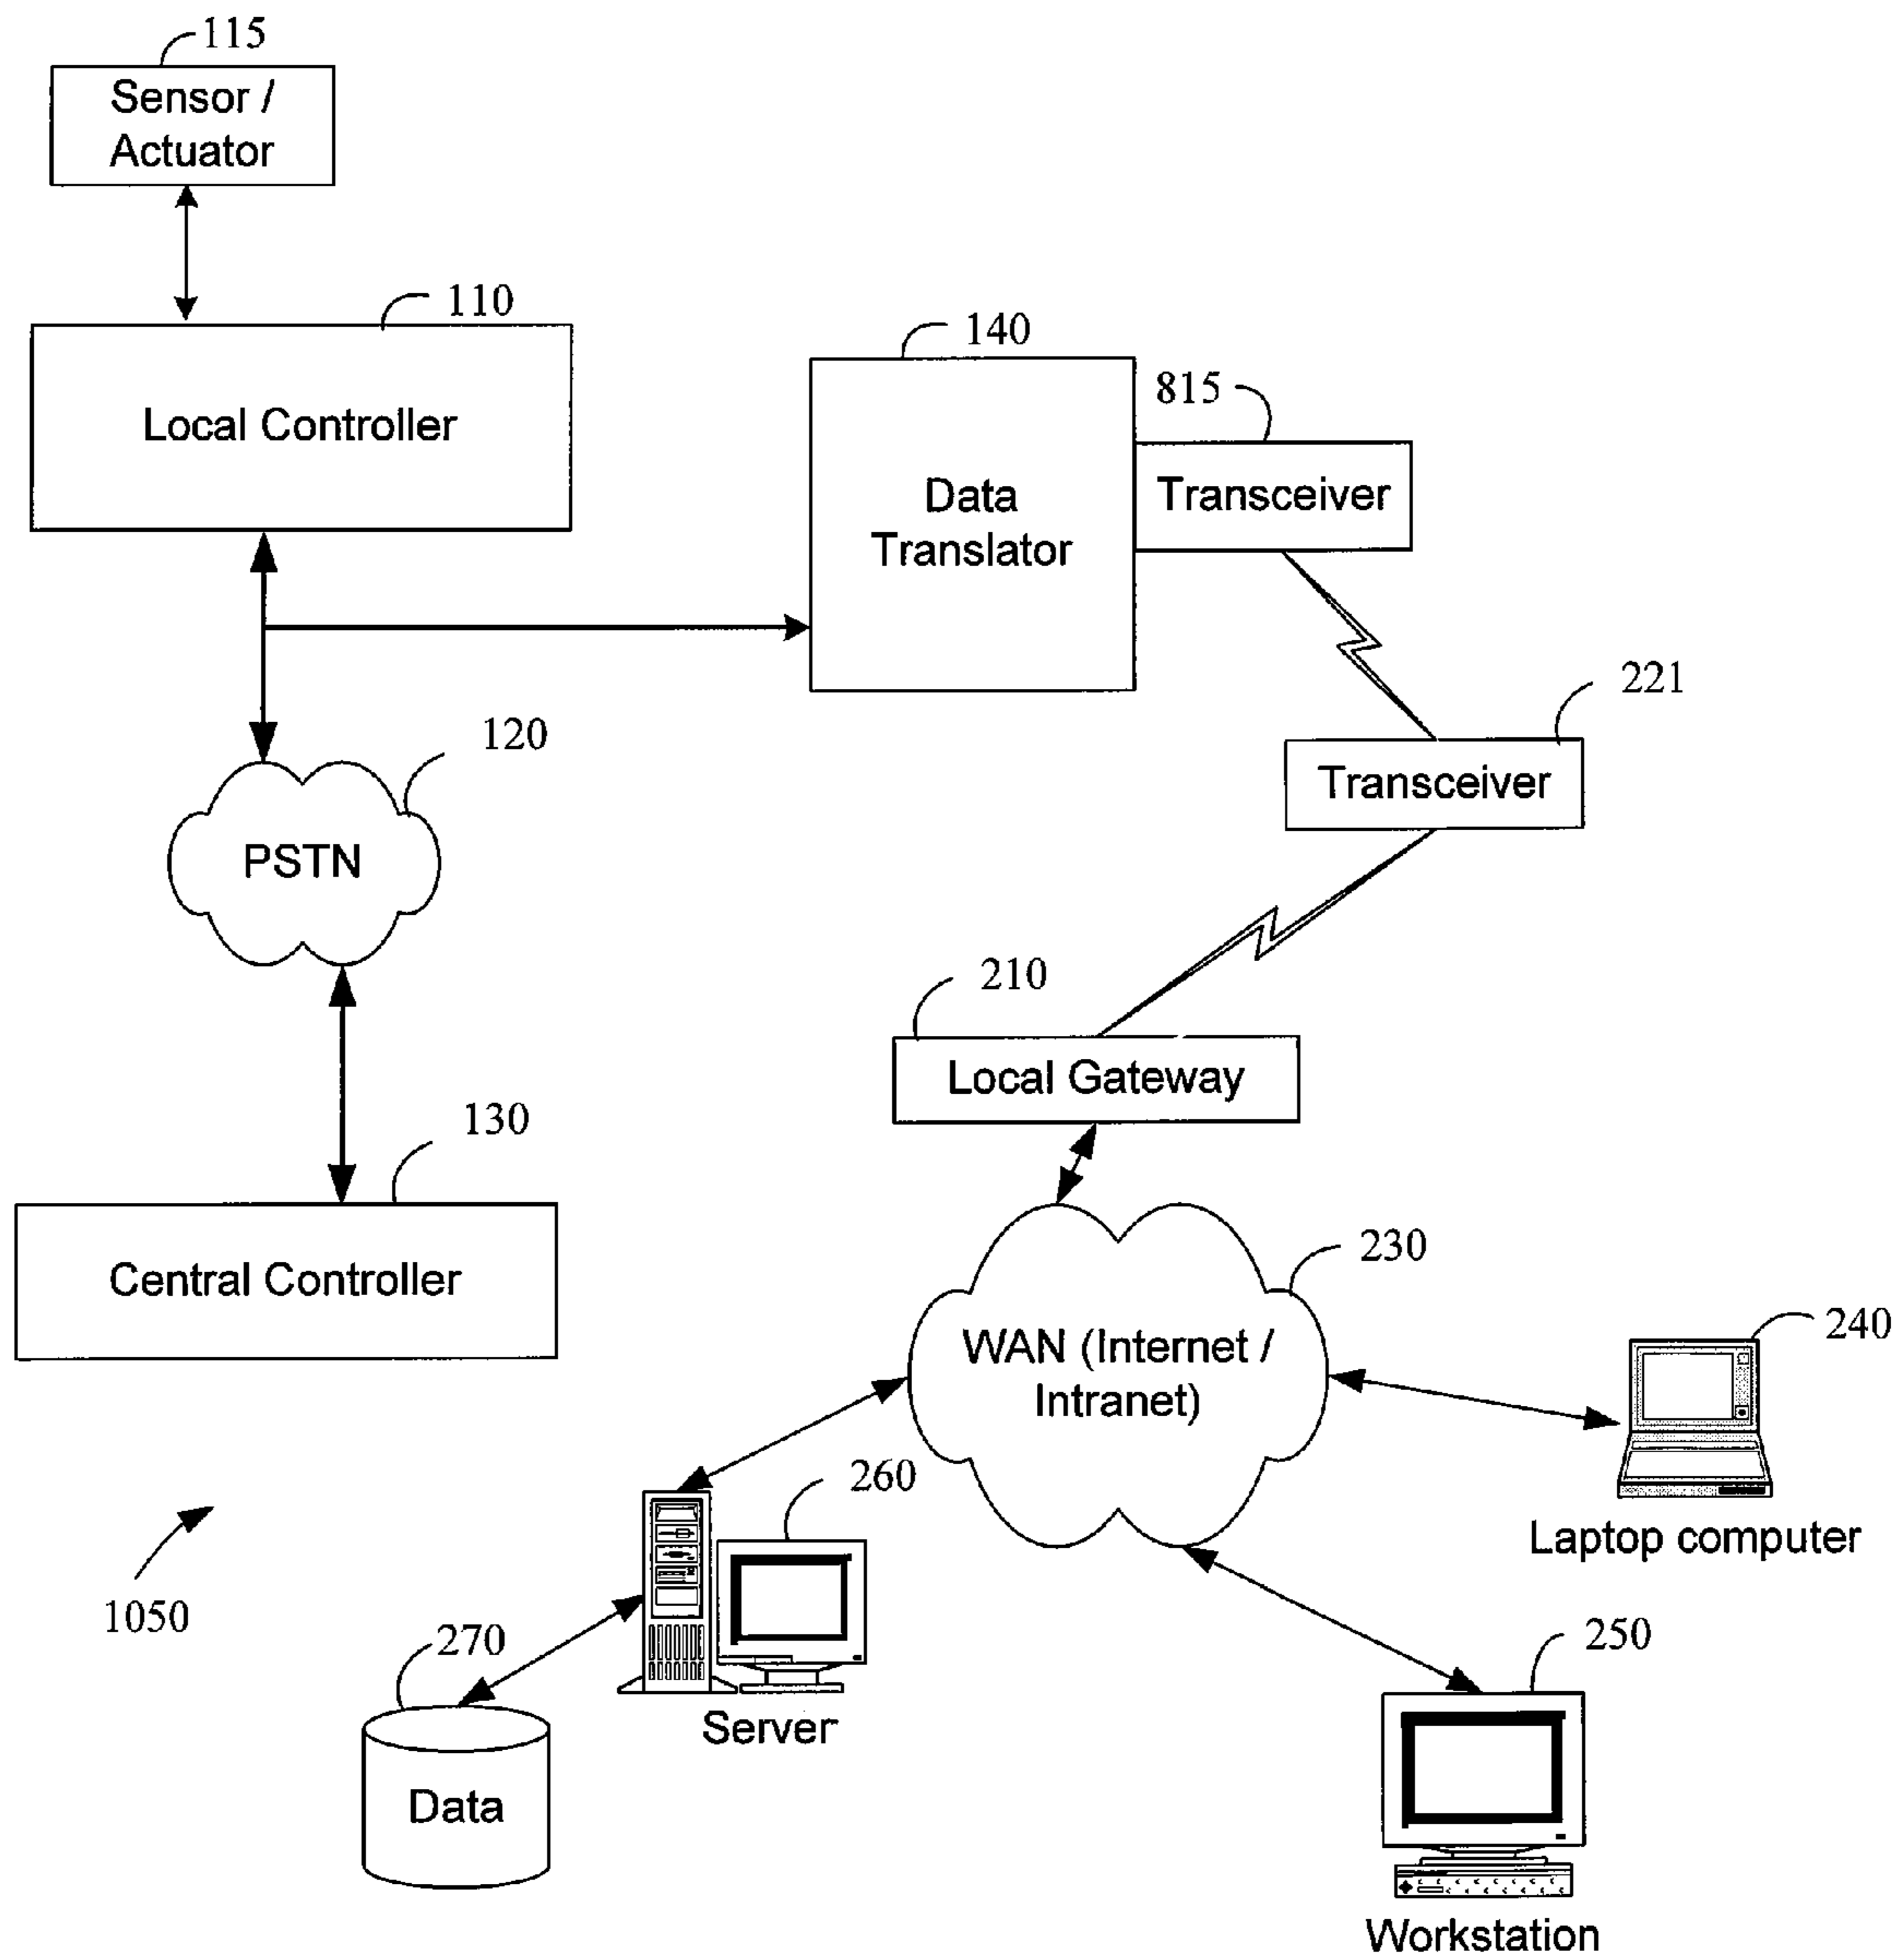 115
Sensor /
Actuator
110
Local Controller
140
Data
Translator
815
Transceiver
221
Transceiver
120
PSTN
210
Local Gateway
130
Central Controller
230
WAN (Internet /
Intranet)
240
Laptop computer
260
Server
1050
270
Data
250
Workstation